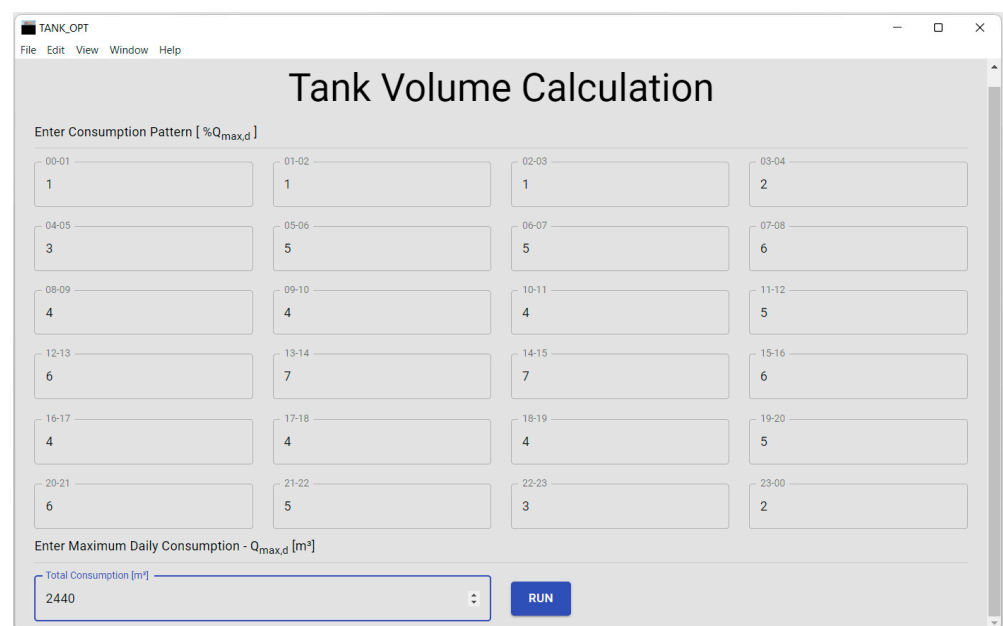 TANK_OPT
File Edit View Window Help
Tank Volume Calculation
Enter Consumption Pattern [ %Qmax,d ]
00-01 01-02 02-03 03-04
1 1 1 2
04-05 05-06 06-07 07-08
3 5 5 6
08-09 09-10 10-11 11-12
4 4 4 5
12-13 13-14 14-15 15-16
6 7 7 6
16-17 17-18 18-19 19-20
4 4 4 5
20-21 21-22 22-23 23-00
6 5 3 2
Enter Maximum Daily Consumption - Qmax,d [m³]
Total Consumption [m³]
2440 RUN